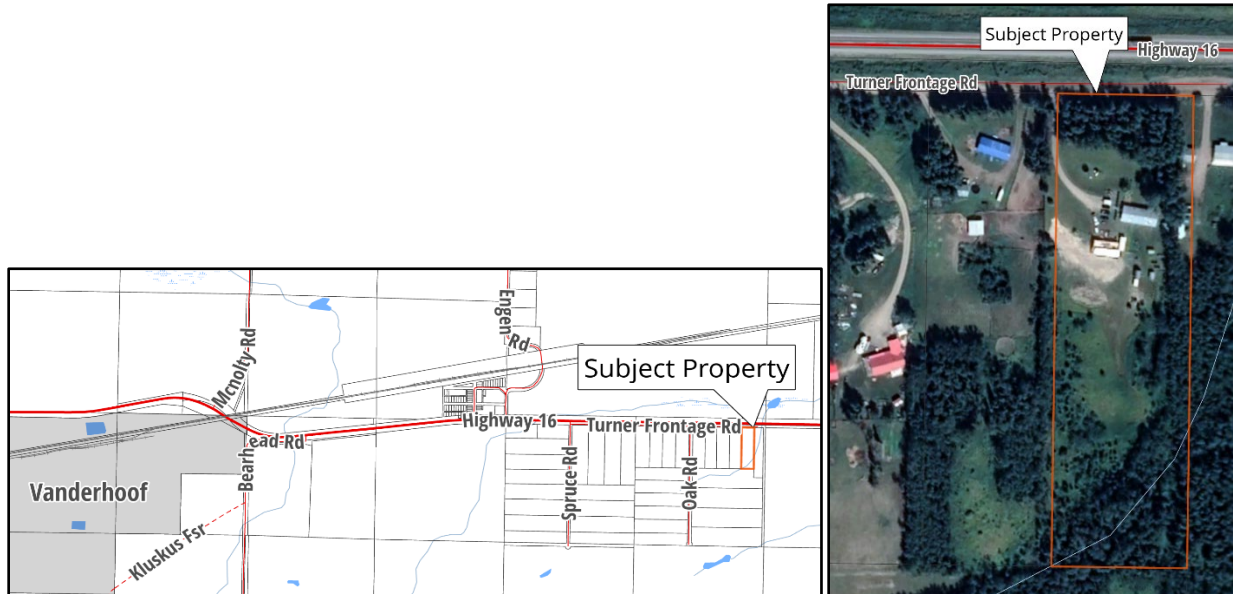 Mcnolty Rd
Engen Rd
Subject Property
Highway 16
Turner Frontage Rd
Bearhead Rd
Vanderhoof
Spruce Rd
Oak Rd
Kluskus Fsr
Subject Property
Highway 16
Turner Frontage Rd